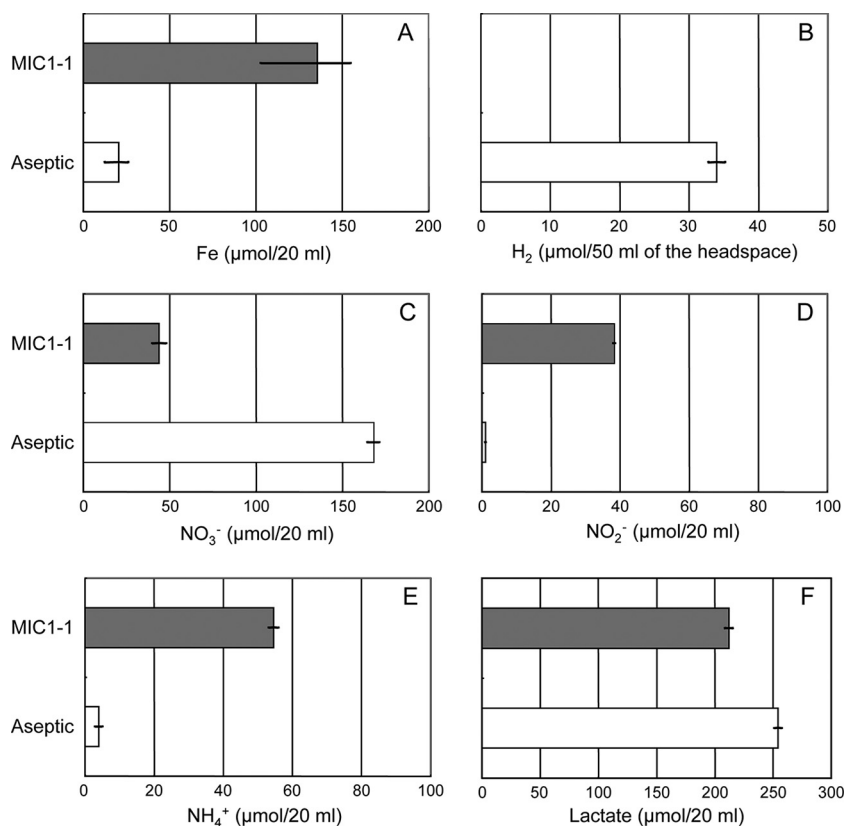 A
MIC1-1
Aseptic
0 50 100 150 200
Fe (µmol/20 ml)
B
0 10 20 30 40 50
H₂ (µmol/50 ml of the headspace)
C
MIC1-1
Aseptic
0 50 100 150 200
NO₃⁻ (µmol/20 ml)
D
0 20 40 60 80 100
NO₂⁻ (µmol/20 ml)
E
MIC1-1
Aseptic
0 20 40 60 80 100
NH₄⁺ (µmol/20 ml)
F
0 50 100 150 200 250 300
Lactate (µmol/20 ml)